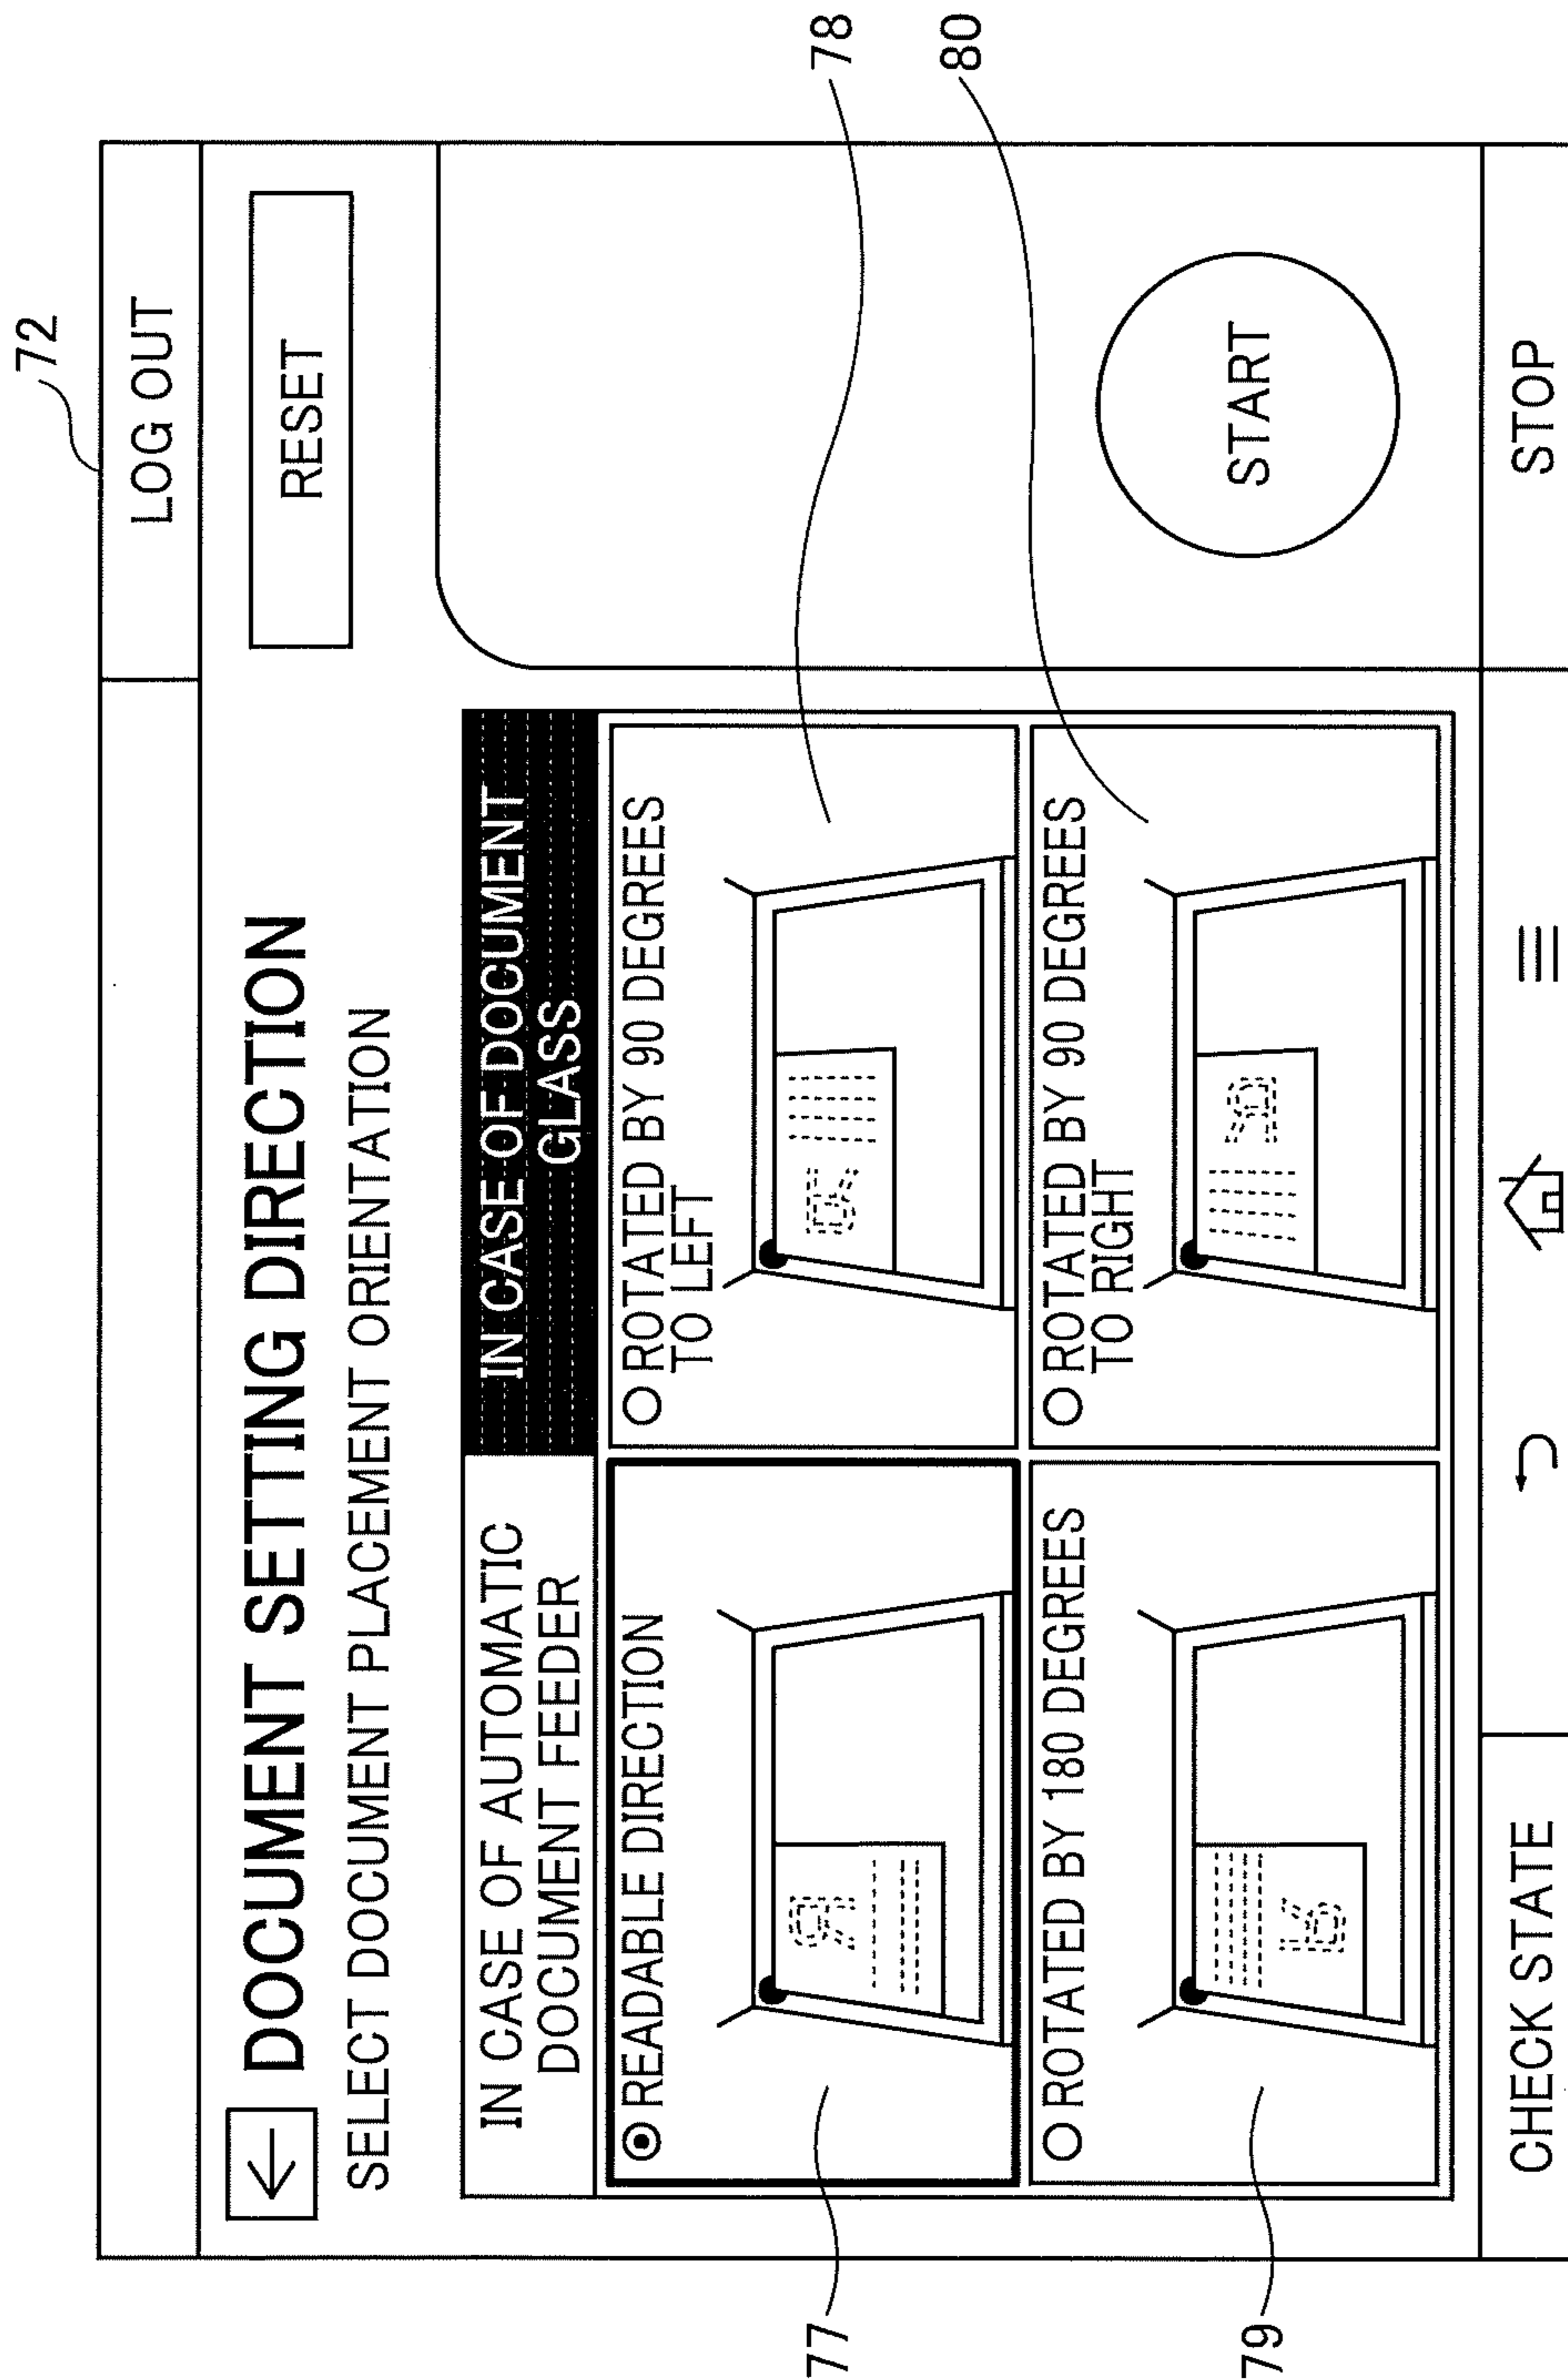 72
LOG OUT
DOCUMENT SETTING DIRECTION
RESET
SELECT DOCUMENT PLACEMENT ORIENTATION
IN CASE OF AUTOMATIC
DOCUMENT FEEDER
IN CASE OF DOCUMENT
GLASS
READABLE DIRECTION
ROTATED BY 90 DEGREES
TO LEFT
R
R
77
78
ROTATED BY 180 DEGREES
ROTATED BY 90 DEGREES
TO RIGHT
R
R
79
80
START
CHECK STATE
STOP